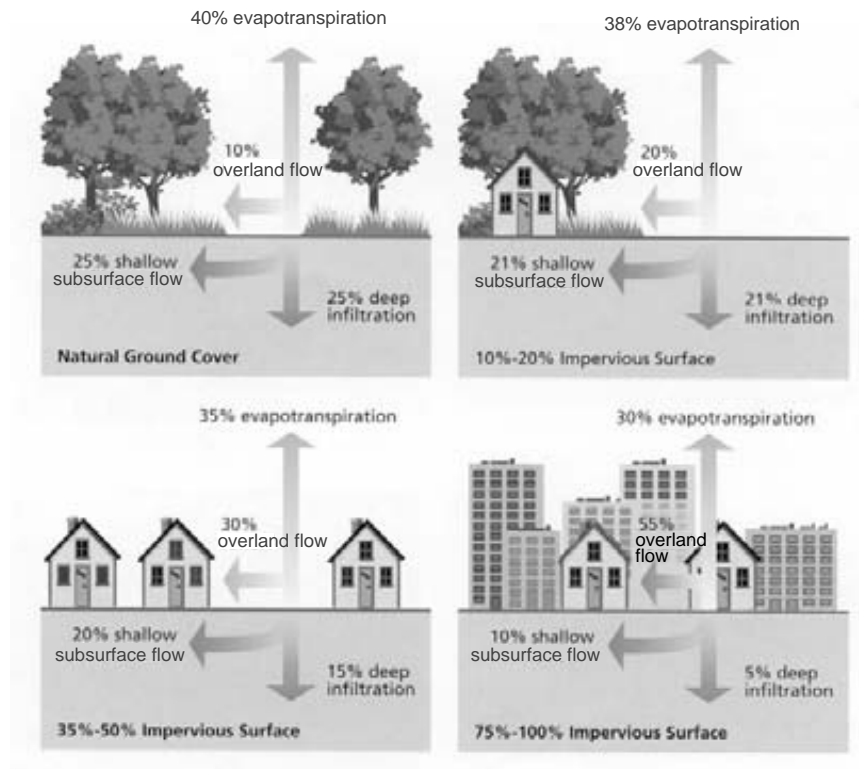 40% evapotranspiration
10%
overland flow
25% shallow
subsurface flow
25% deep
infiltration
Natural Ground Cover
38% evapotranspiration
20%
overland flow
21% shallow
subsurface flow
21% deep
infiltration
10%-20% Impervious Surface
35% evapotranspiration
30%
overland flow
20% shallow
subsurface flow
15% deep
infiltration
35%-50% Impervious Surface
30% evapotranspiration
55%
overland
flow
10% shallow
subsurface flow
5% deep
infiltration
75%-100% Impervious Surface